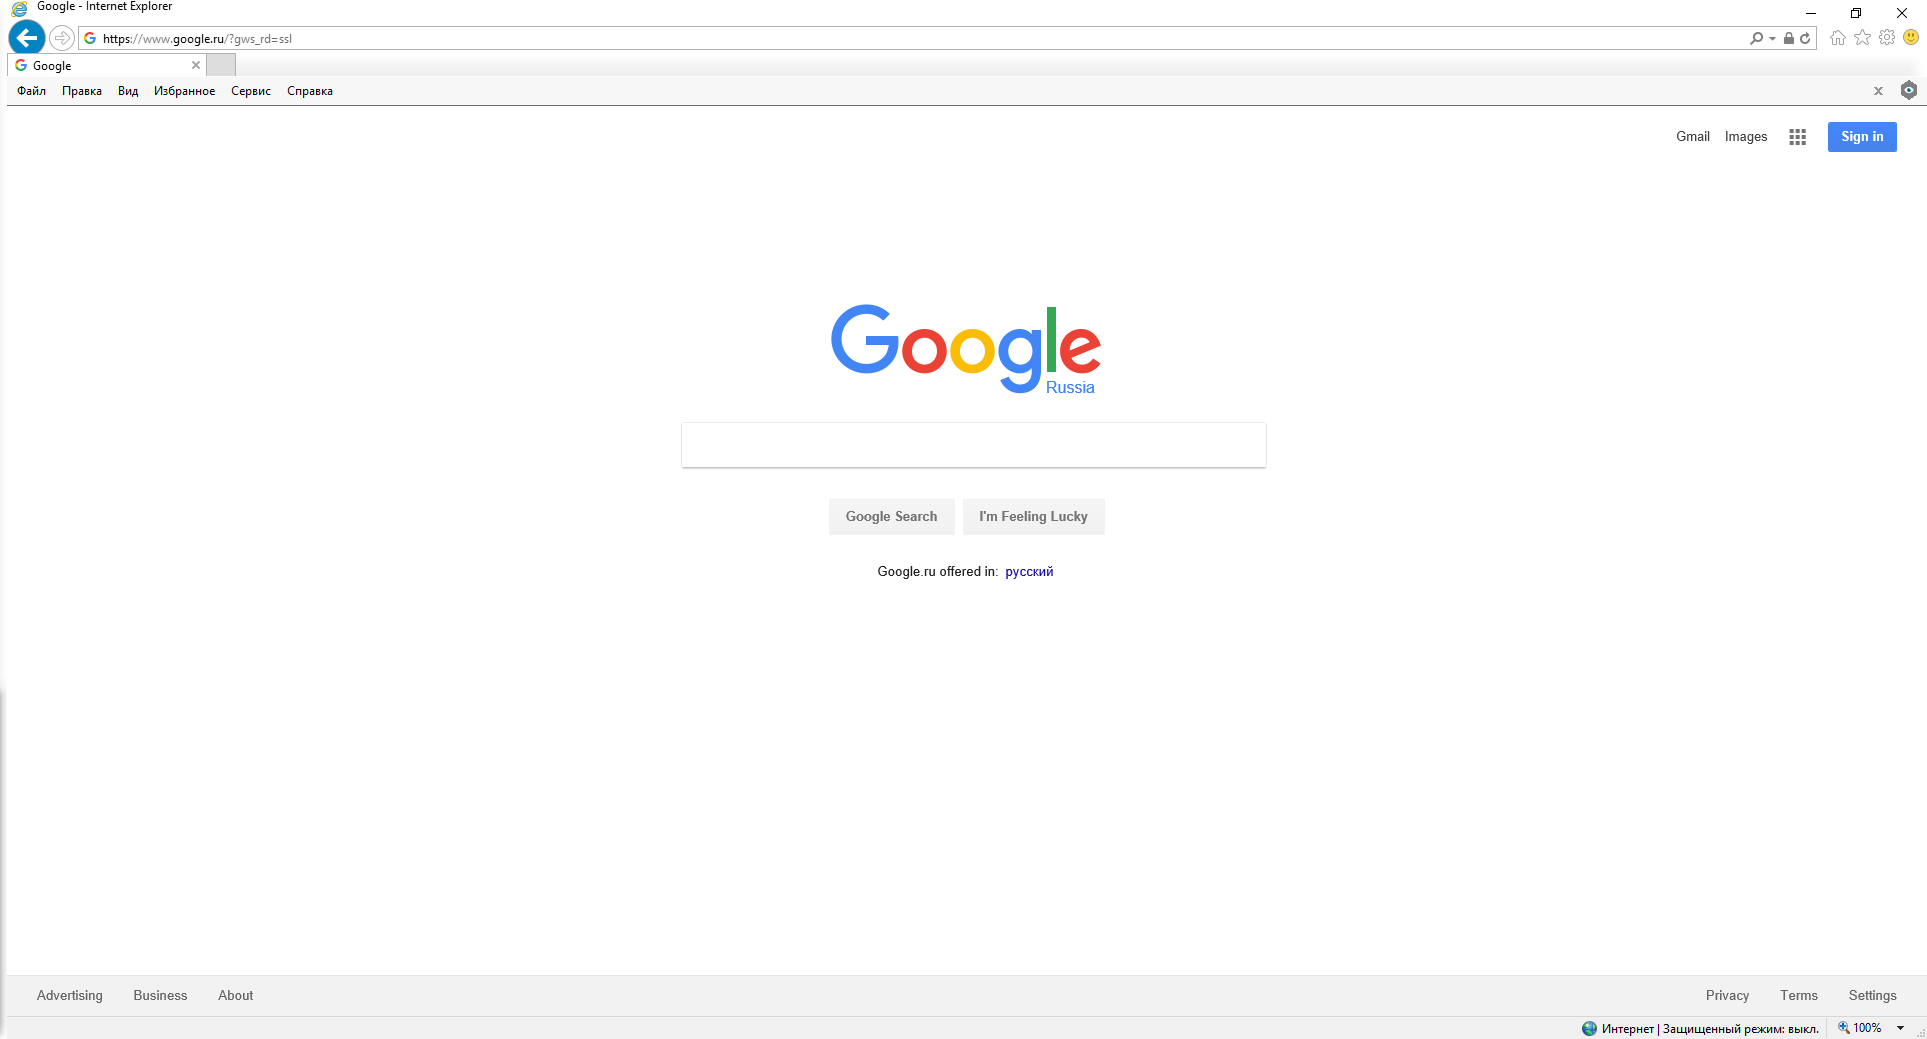 Google - Internet Explorer
https://www.google.ru/?gws_rd=ssl
Google
Файл Правка Вид Избранное Сервис Справка
Gmail Images Sign in
Google
Russia
Google Search I'm Feeling Lucky
Google.ru offered in: русский
Advertising Business About Privacy Terms Settings
Интернет | Защищенный режим: выкл. 100%